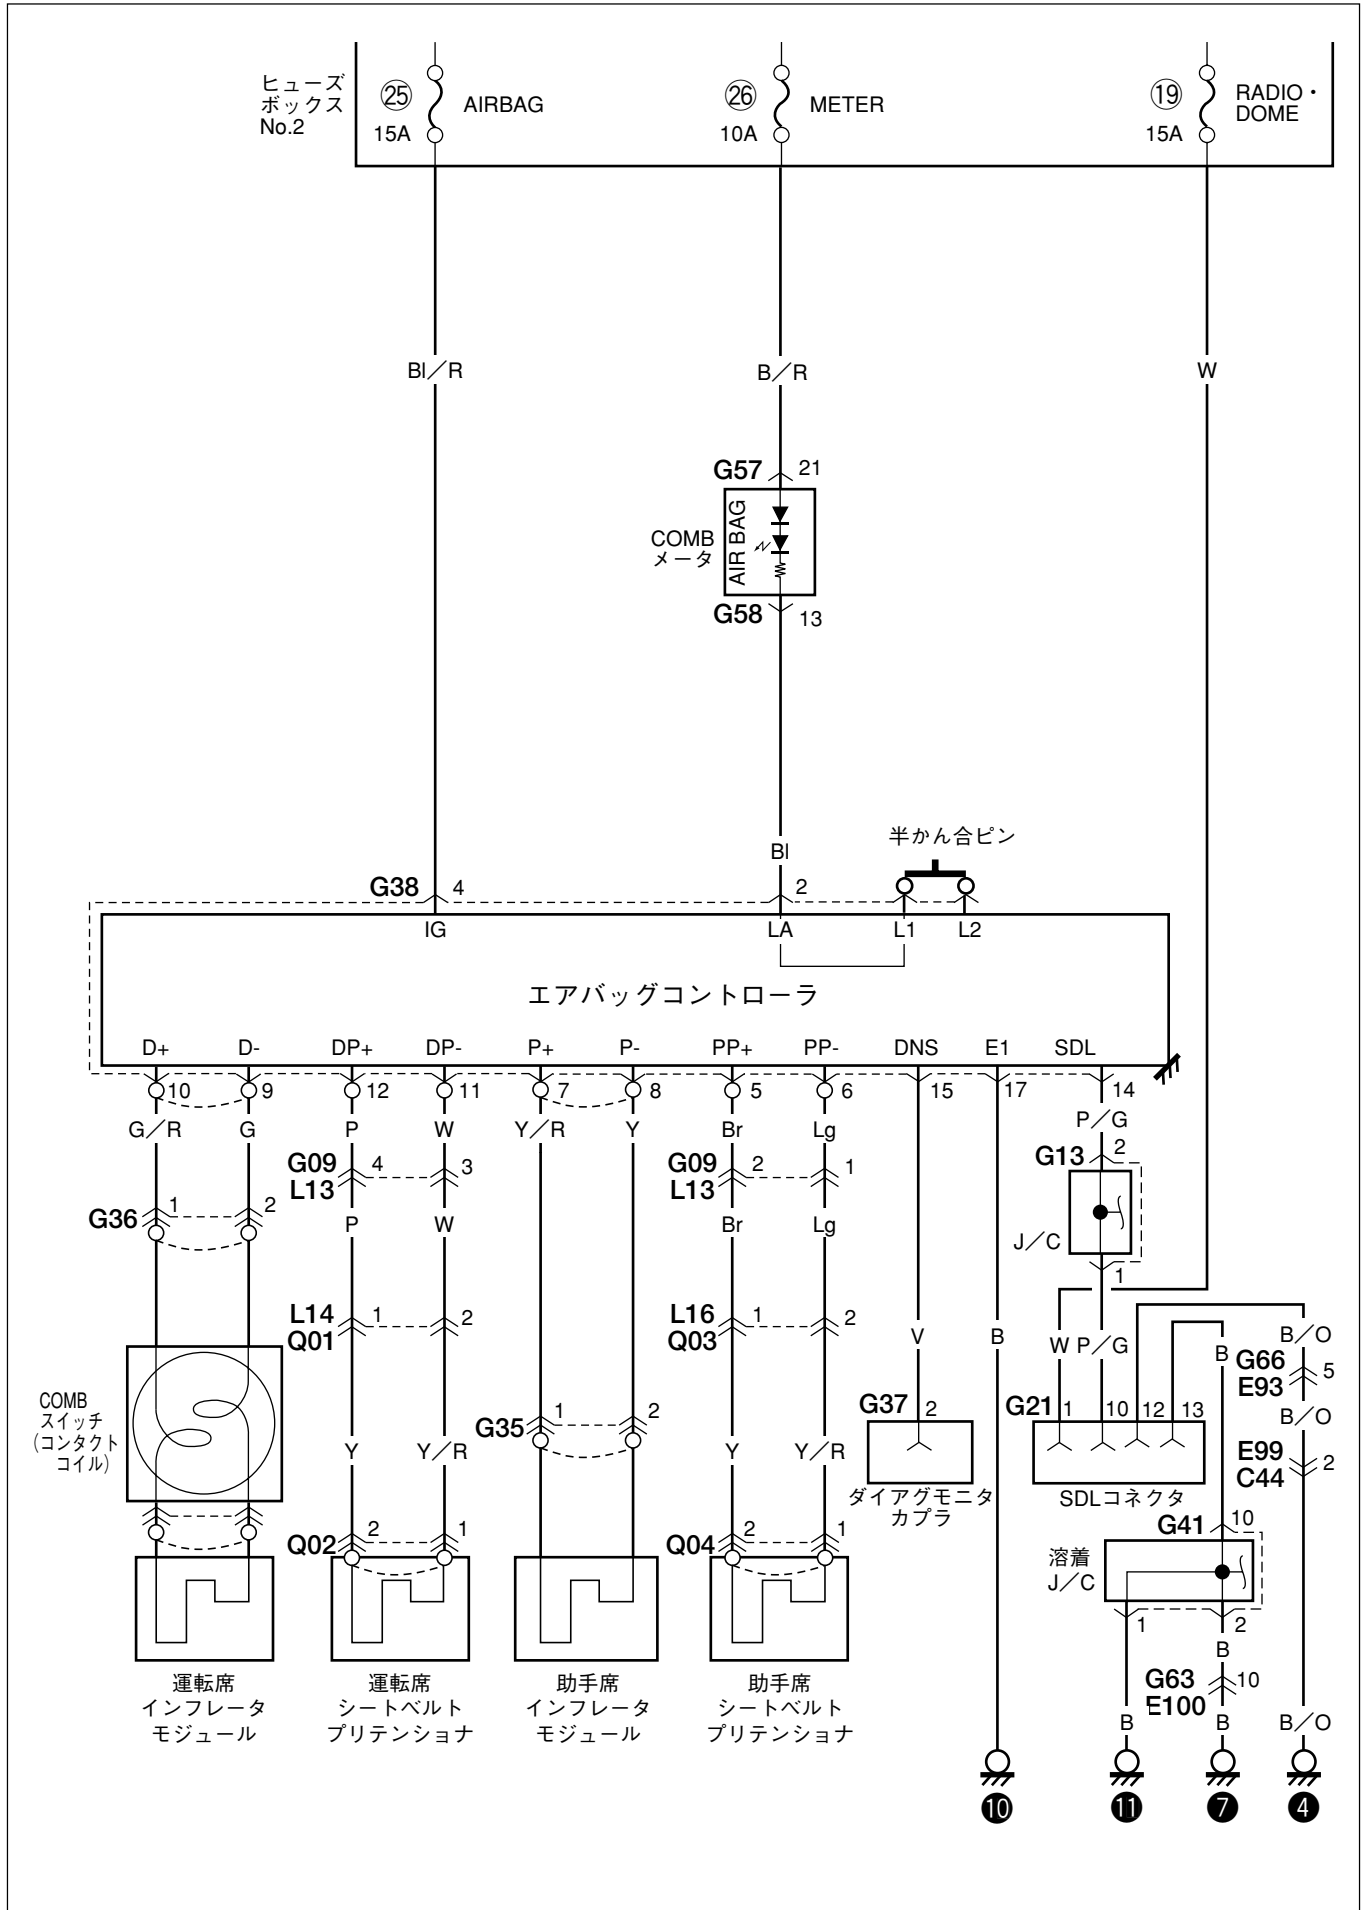 ヒューズ
ボックス
No.2
㉕
15A
AIRBAG
㉖
10A
METER
⑲
15A
RADIO・
DOME
Bl/R
B/R
W
G57
21
COMB
メータ
AIR BAG
G58
13
半かん合ピン
Bl
G38
4
2
IG
LA
L1
L2
エアバッグコントローラ
D+
D-
DP+
DP-
P+
P-
PP+
PP-
DNS
E1
SDL
10
9
12
11
7
8
5
6
15
17
14
G/R
G
P
W
Y/R
Y
Br
Lg
P/G
G09
L13
4
3
G09
L13
2
1
G13
2
G36
1
2
P
W
Br
Lg
J/C
1
L14
Q01
1
2
L16
Q03
1
2
V
B
W
P/G
B
B/O
G66
E93
5
COMB
スイッチ
(コンタクト
コイル)
G35
1
2
G37
2
G21
1
10
12
13
B/O
Y
Y/R
Y
Y/R
E99
C44
2
ダイアグモニタ
カプラ
SDLコネクタ
Q02
2
1
Q04
2
1
G41
10
溶着
J/C
1
2
B
G63
E100
10
運転席
インフレータ
モジュール
運転席
シートベルト
プリテンショナ
助手席
インフレータ
モジュール
助手席
シートベルト
プリテンショナ
B
B
B/O
❿
⓫
❼
❹